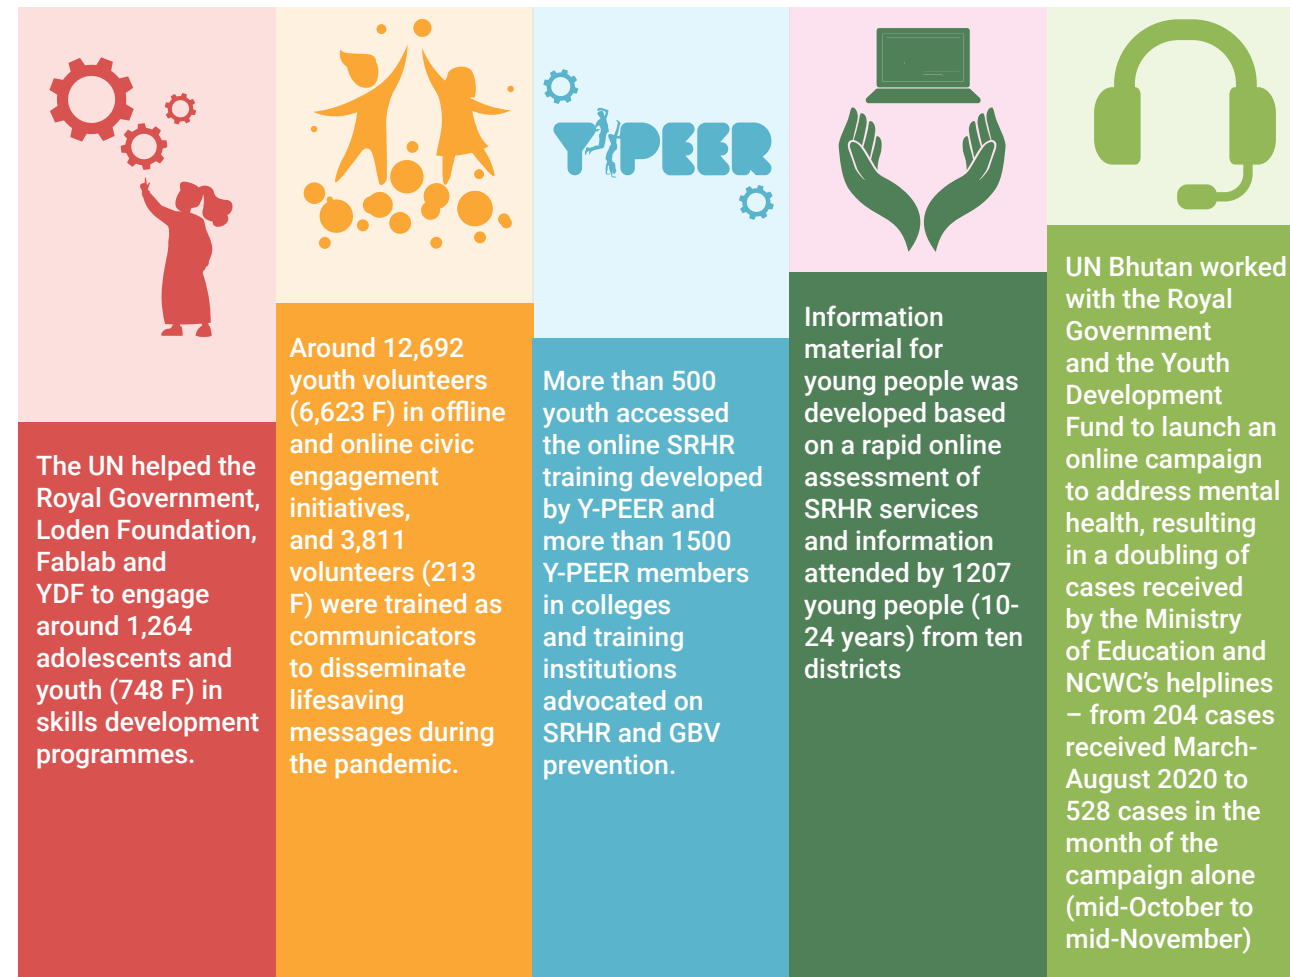 Y-PEER
The UN helped the
Royal Government,
Loden Foundation,
Fablab and
YDF to engage
around 1,264
adolescents and
youth (748 F) in
skills development
programmes.
Around 12,692
youth volunteers
(6,623 F) in offline
and online civic
engagement
initiatives,
and 3,811
volunteers (213
F) were trained as
communicators
to disseminate
lifesaving
messages during
the pandemic.
More than 500
youth accessed
the online SRHR
training developed
by Y-PEER and
more than 1500
Y-PEER members
in colleges
and training
institutions
advocated on
SRHR and GBV
prevention.
Information
material for
young people was
developed based
on a rapid online
assessment of
SRHR services
and information
attended by 1207
young people (10-
24 years) from ten
districts
UN Bhutan worked
with the Royal
Government
and the Youth
Development
Fund to launch an
online campaign
to address mental
health, resulting
in a doubling of
cases received
by the Ministry
of Education and
NCWC’s helplines
– from 204 cases
received March-
August 2020 to
528 cases in the
month of the
campaign alone
(mid-October to
mid-November)